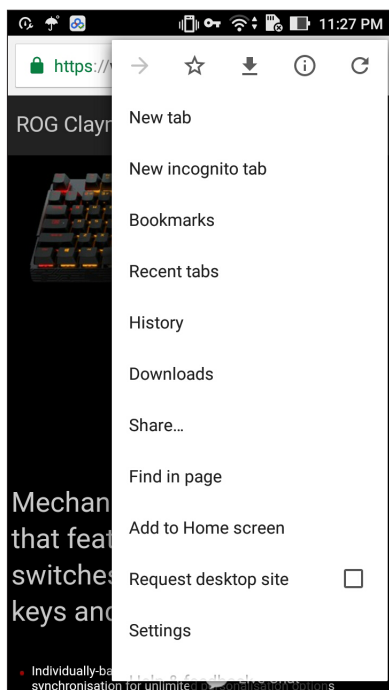 11:27 PM
https://
ROG Clayn
New tab
New incognito tab
Bookmarks
Recent tabs
History
Downloads
Share...
Find in page
Add to Home screen
Request desktop site
Settings
Help & feedback
Mechan
that feat
switches
keys and
Individually-ba
synchronisation for unlimited personalisation options